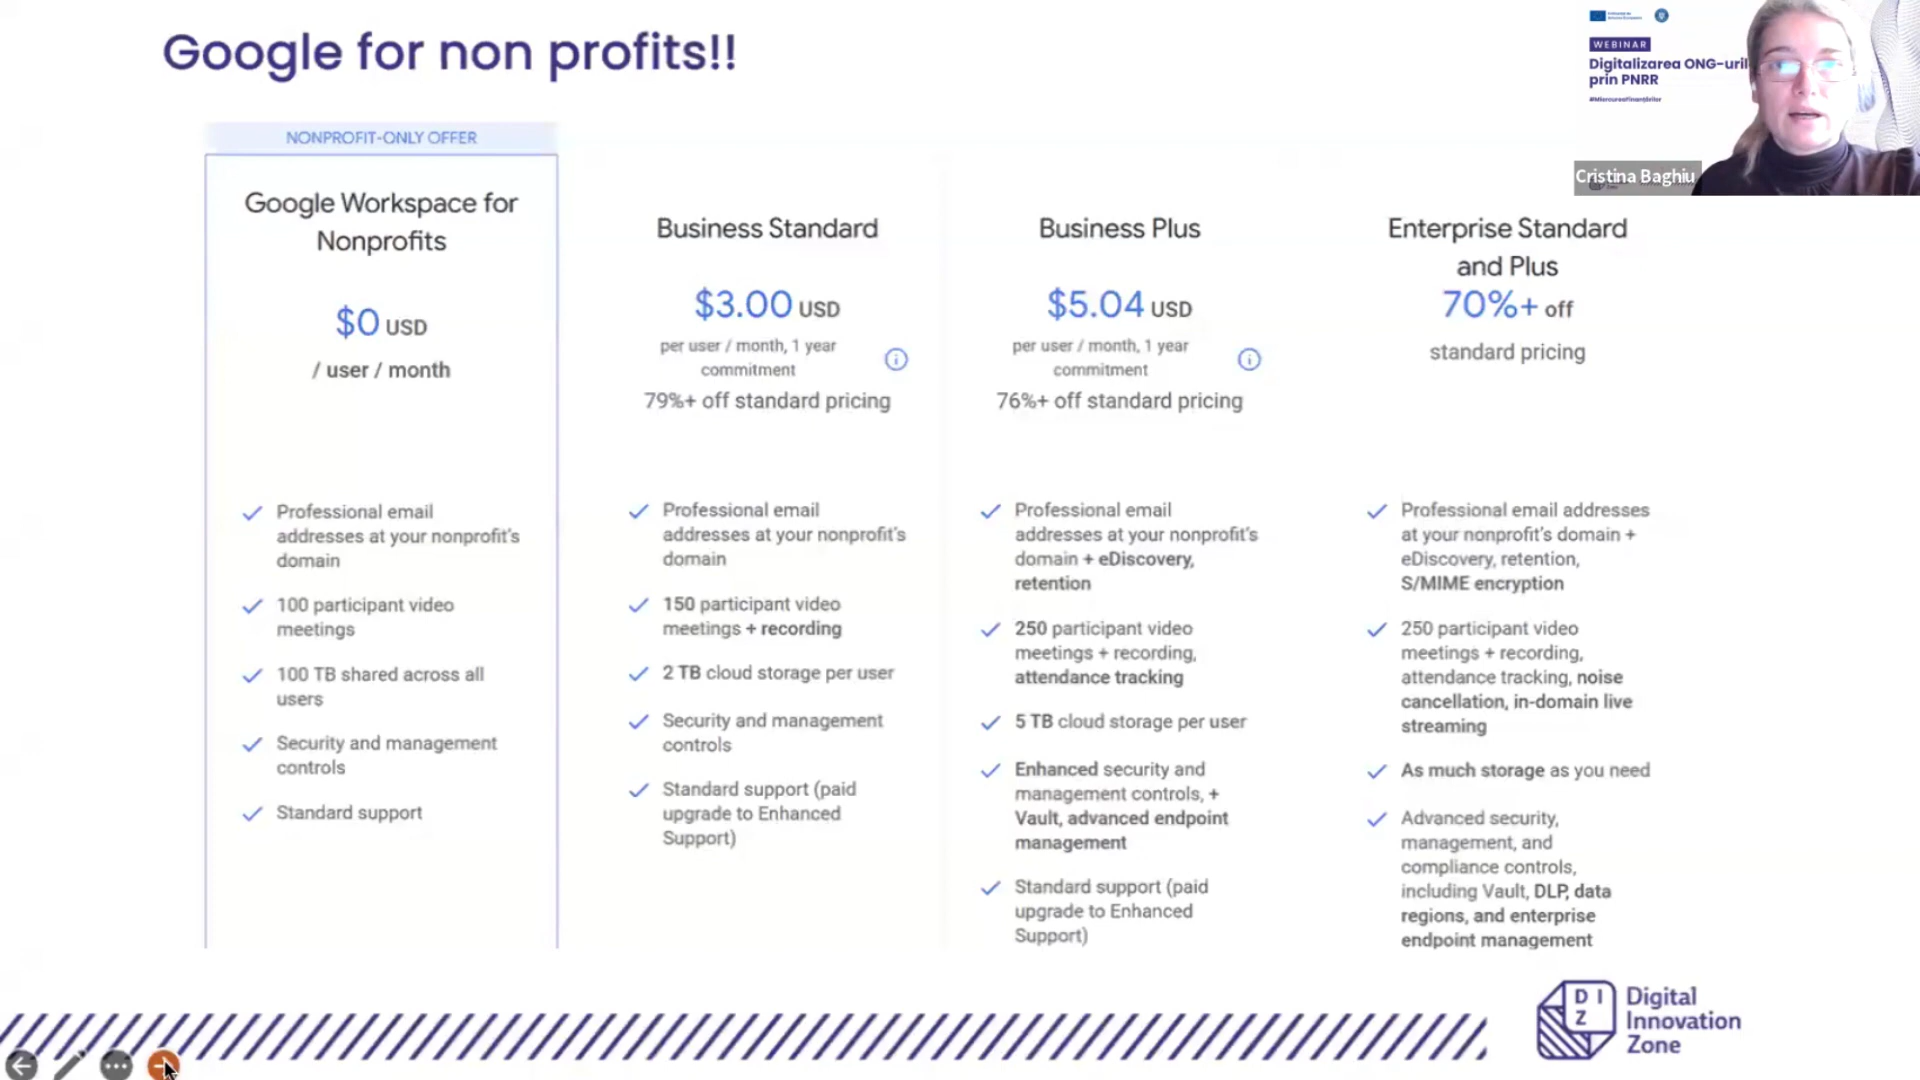 Google for non profits!!
WEBINAR
Digitalizarea ONG-uril
prin PNRR
#MiercureaFinanțărilor
Cristina Baghiu
NONPROFIT-ONLY OFFER
Google Workspace for
Nonprofits
$0 USD
/ user / month
Professional email
addresses at your nonprofit's
domain
100 participant video
meetings
100 TB shared across all
users
Security and management
controls
Standard support
Business Standard
$3.00 USD
per user / month, 1 year
commitment
79%+ off standard pricing
Professional email
addresses at your nonprofit's
domain
150 participant video
meetings + recording
2 TB cloud storage per user
Security and management
controls
Standard support (paid
upgrade to Enhanced
Support)
Business Plus
$5.04 USD
per user / month, 1 year
commitment
76%+ off standard pricing
Professional email
addresses at your nonprofit's
domain + eDiscovery,
retention
250 participant video
meetings + recording,
attendance tracking
5 TB cloud storage per user
Enhanced security and
management controls, +
Vault, advanced endpoint
management
Standard support (paid
upgrade to Enhanced
Support)
Enterprise Standard
and Plus
70%+ off
standard pricing
Professional email addresses
at your nonprofit's domain +
eDiscovery, retention,
S/MIME encryption
250 participant video
meetings + recording,
attendance tracking, noise
cancellation, in-domain live
streaming
As much storage as you need
Advanced security,
management, and
compliance controls,
including Vault, DLP, data
regions, and enterprise
endpoint management
D I
Z
Digital
Innovation
Zone